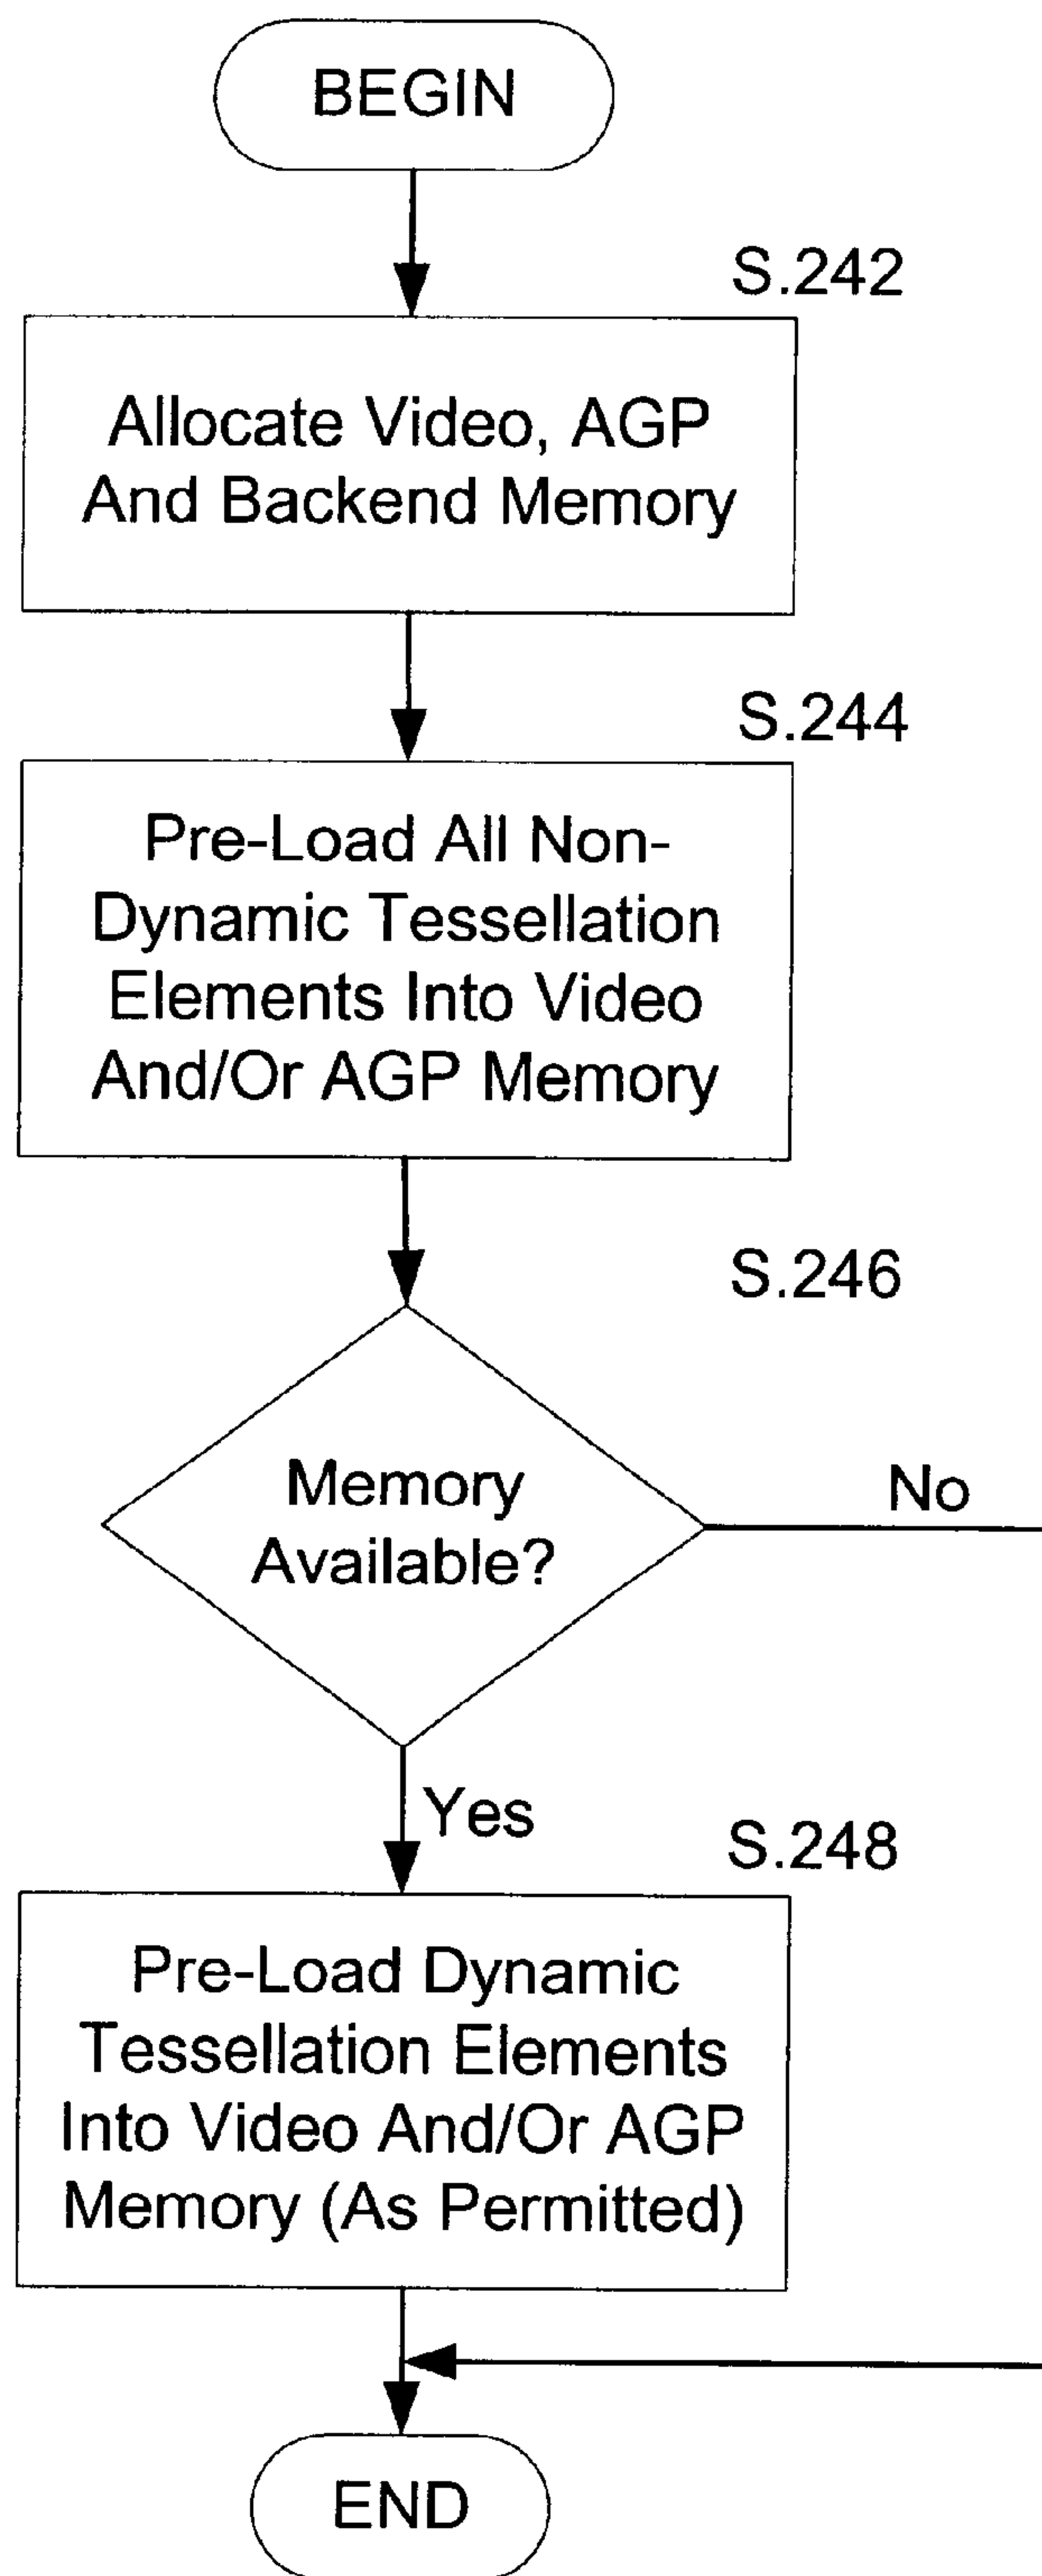 BEGIN
S.242
Allocate Video, AGP
And Backend Memory
S.244
Pre-Load All Non-
Dynamic Tessellation
Elements Into Video
And/Or AGP Memory
S.246
Memory
Available?
No
Yes
S.248
Pre-Load Dynamic
Tessellation Elements
Into Video And/Or AGP
Memory (As Permitted)
END